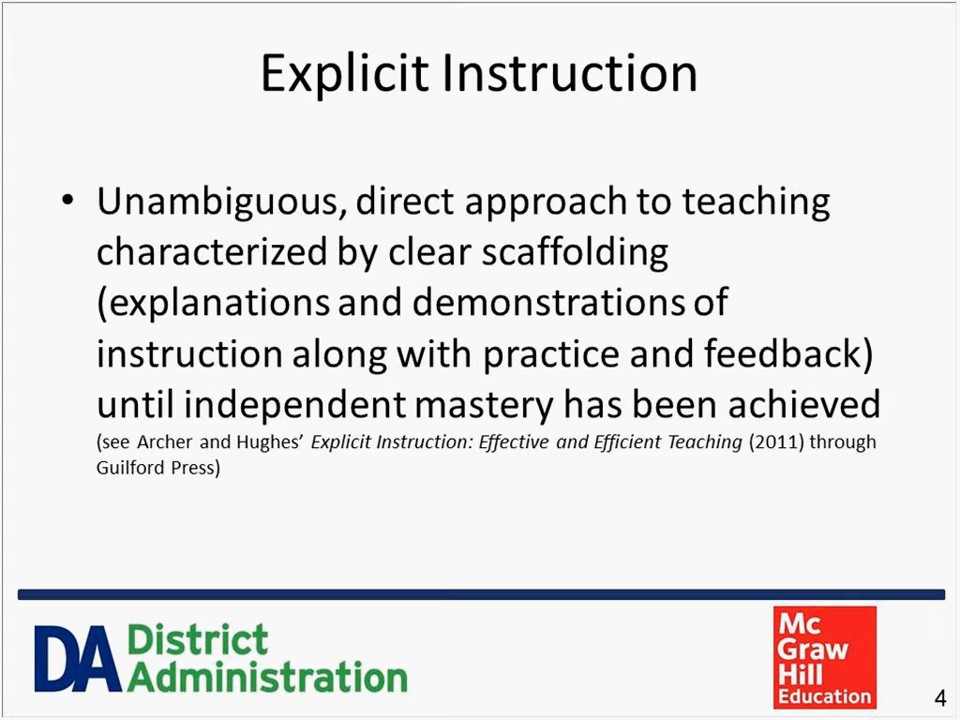 Explicit Instruction
• Unambiguous, direct approach to teaching
characterized by clear scaffolding
(explanations and demonstrations of
instruction along with practice and feedback)
until independent mastery has been achieved
(see Archer and Hughes’ Explicit Instruction: Effective and Efficient Teaching (2011) through
Guilford Press)
DA District
Administration
Mc
Graw
Hill
Education
4